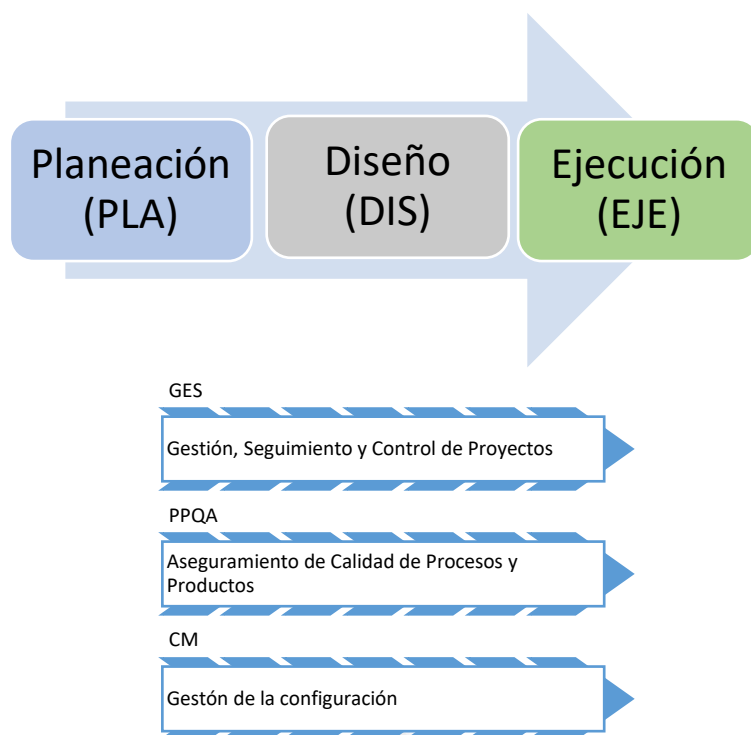 Planeación
(PLA)
Diseño
(DIS)
Ejecución
(EJE)
GES
Gestión, Seguimiento y Control de Proyectos
PPQA
Aseguramiento de Calidad de Procesos y
Productos
CM
Gestón de la configuración